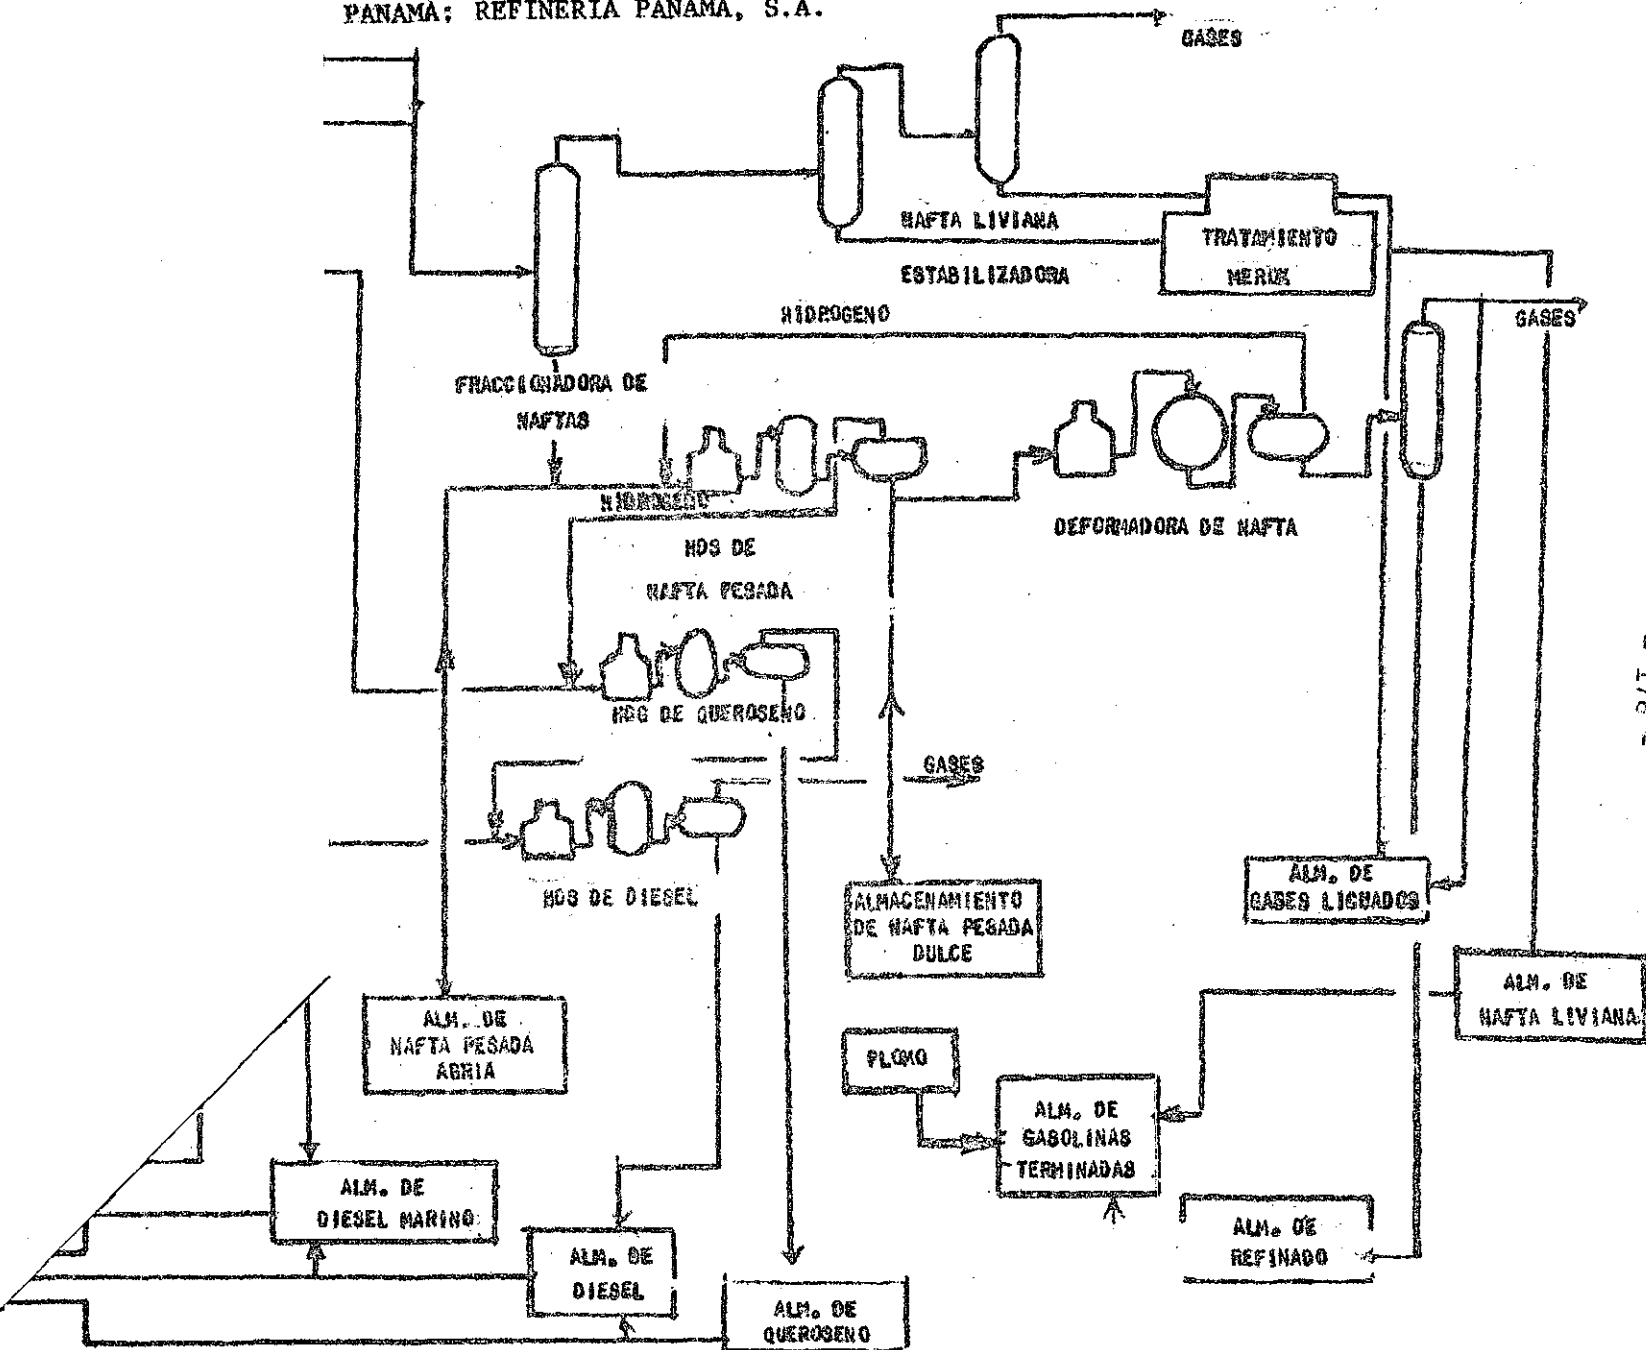 PANAMA: REFINERIA PANAMA, S.A.
GASES
NAFTA LIVIANA
ESTABILIZADORA
TRATAMIENTO
MEROX
HIDROGENO
GASES
FRACCIONADORA DE
NAFTAS
HIDROGENO
DEFORMADORA DE NAFTA
HDS DE
NAFTA PESADA
HDS DE QUEROSENO
GASES
HDS DE DIESEL
ALMACENAMIENTO
DE NAFTA PESADA
DULCE
ALM. DE
GASES LIGUADOS
ALM. DE
NAFTA LIVIANA
ALM. DE
NAFTA PESADA
AGRIA
PLOMO
ALM. DE
GASOLINAS
TERMINADAS
ALM. DE
DIESEL MARINO
ALM. DE
REFINADO
ALM. DE
DIESEL
ALM. DE
QUEROSENO